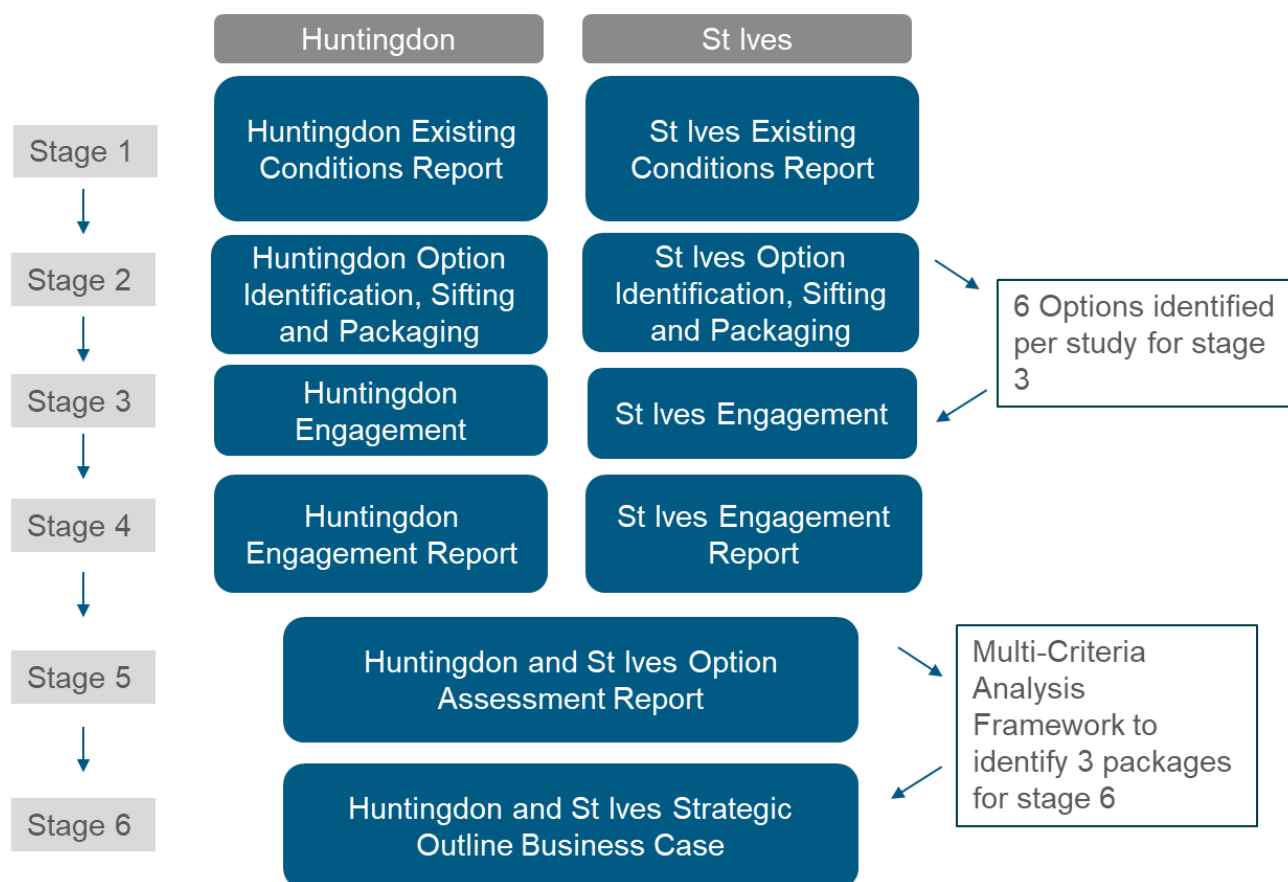 Huntingdon
St Ives
Stage 1
Huntingdon Existing
Conditions Report
St Ives Existing
Conditions Report
Stage 2
Huntingdon Option
Identification, Sifting
and Packaging
St Ives Option
Identification, Sifting
and Packaging
6 Options identified
per study for stage
3
Stage 3
Huntingdon
Engagement
St Ives Engagement
Stage 4
Huntingdon
Engagement Report
St Ives Engagement
Report
Stage 5
Huntingdon and St Ives Option
Assessment Report
Multi-Criteria
Analysis
Framework to
identify 3 packages
for stage 6
Stage 6
Huntingdon and St Ives Strategic
Outline Business Case